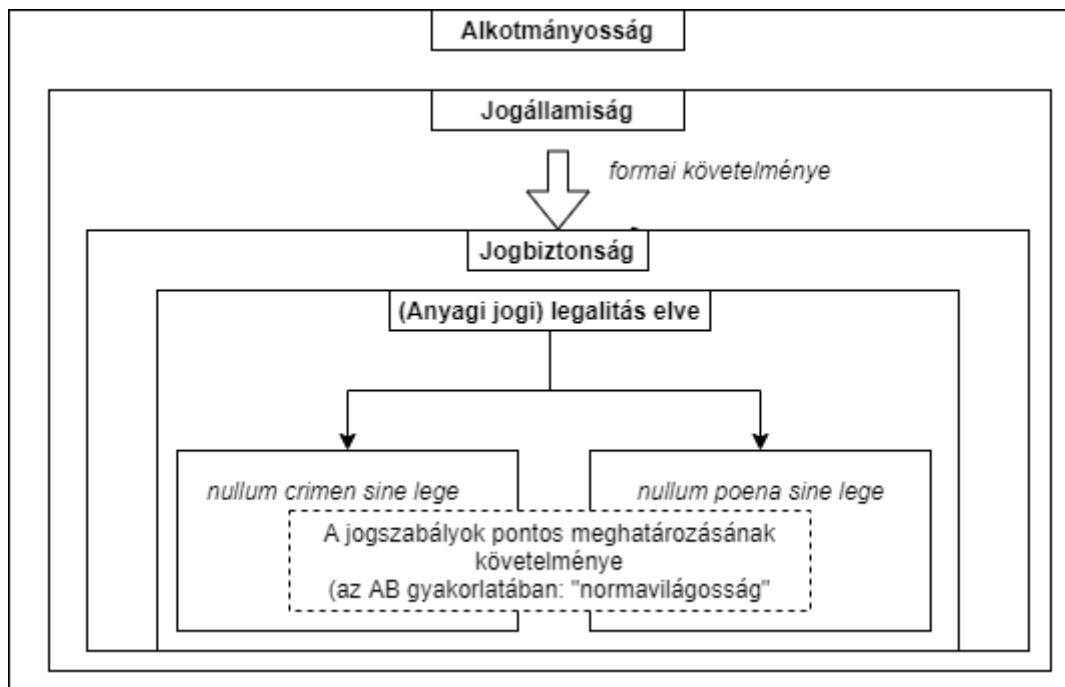 Alkotmányosság
Jogállamiság
formai követelménye
Jogbiztonság
(Anyagi jogi) legalitás elve
nullum crimen sine lege
nullum poena sine lege
A jogszabályok pontos meghatározásának
követelménye
(az AB gyakorlatában: "normavilágosság"